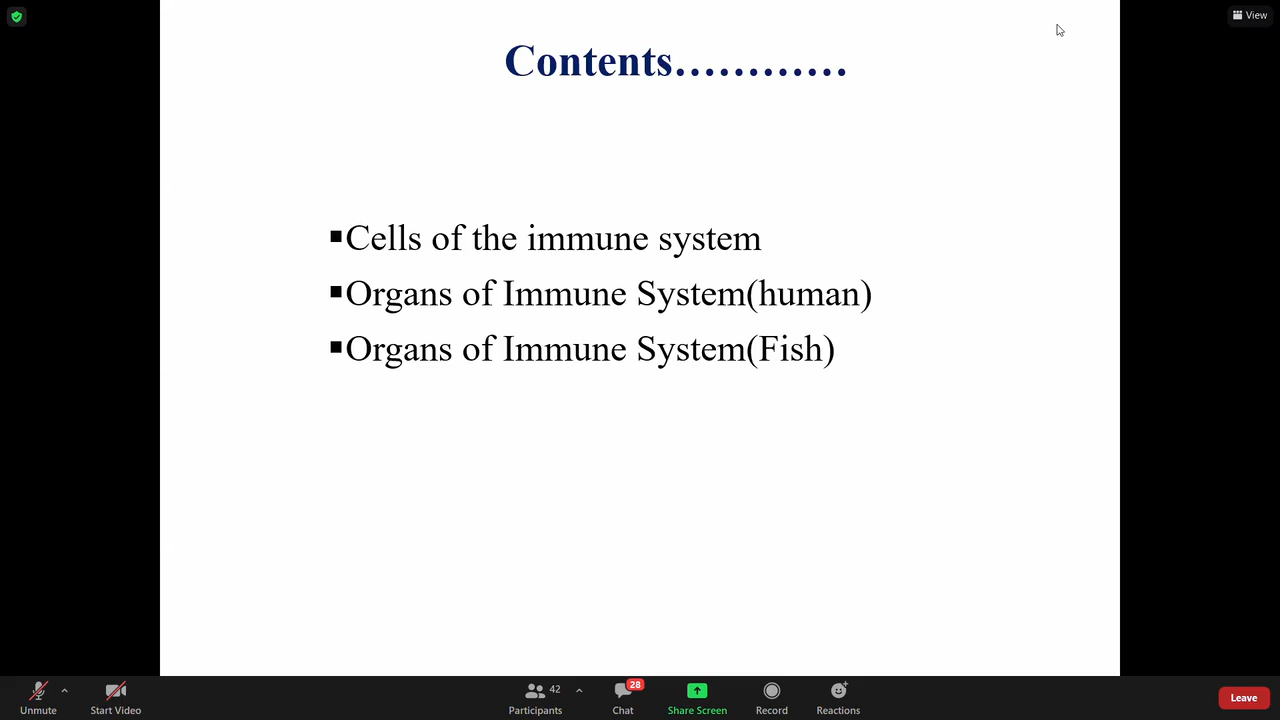 View
Contents…………
▪Cells of the immune system
▪Organs of Immune System(human)
▪Organs of Immune System(Fish)
42
28
Unmute
Start Video
Participants
Chat
Share Screen
Record
Reactions
Leave